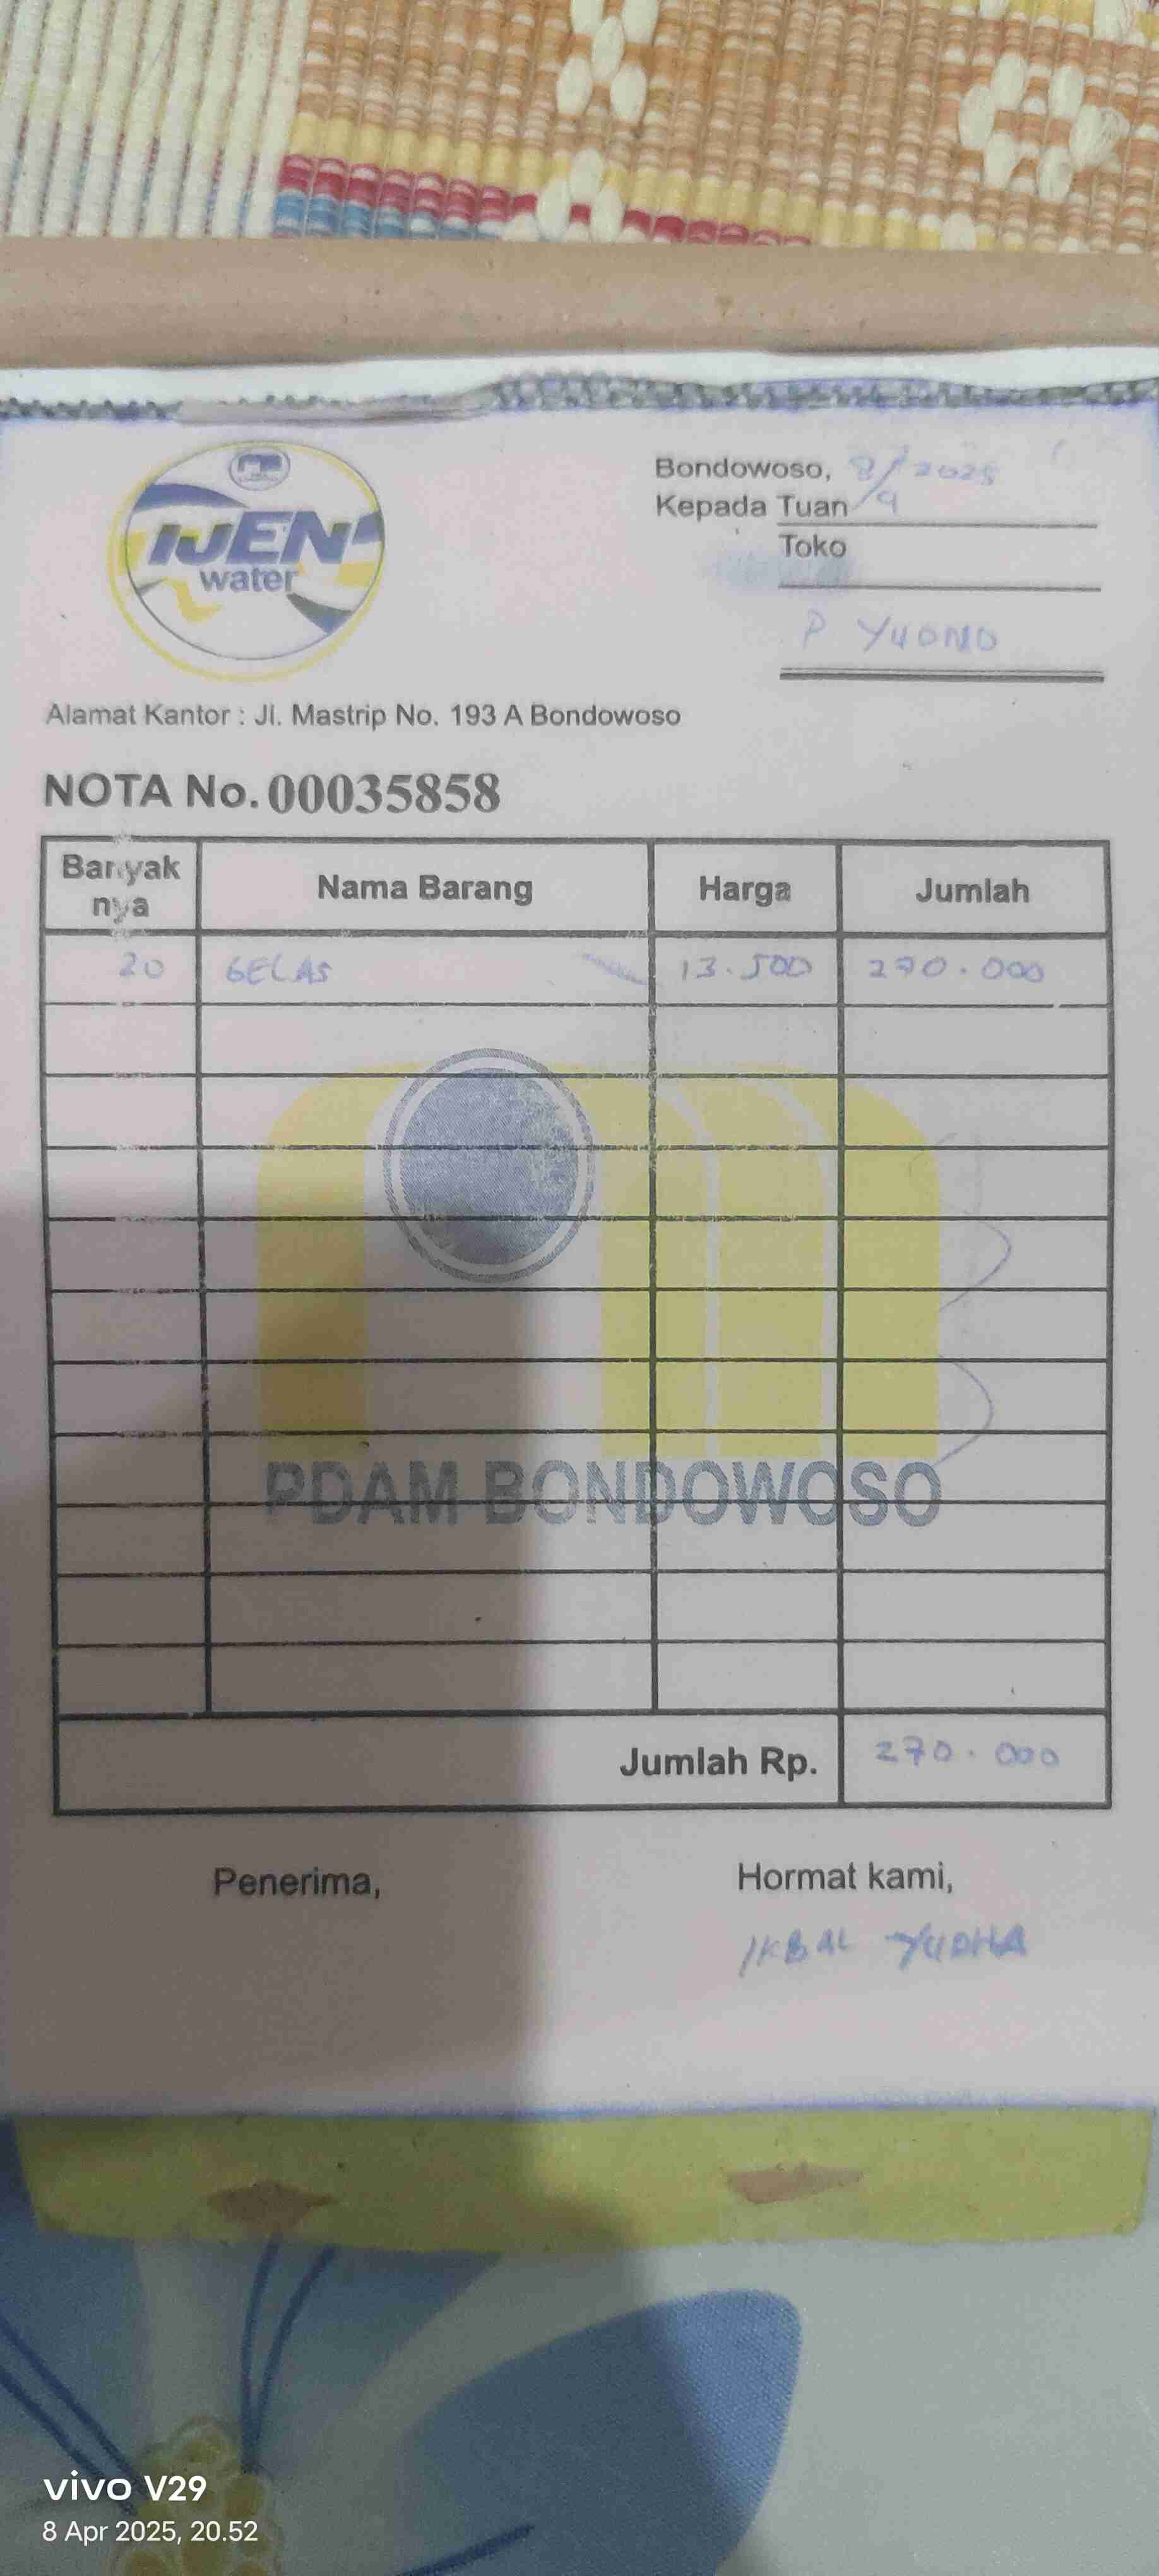 IJEN
water
Bondowoso, 8/4 2025
Kepada Tuan
Toko
P YUONO
Alamat Kantor : Jl. Mastrip No. 193 A Bondowoso
NOTA No. 00035858
Banyak nya Nama Barang Harga Jumlah
20 GELAS 13.500 270.000
PDAM BONDOWOSO
Jumlah Rp. 270.000
Penerima, Hormat kami,
IKBAL YUDHA
vivo V29
8 Apr 2025, 20.52